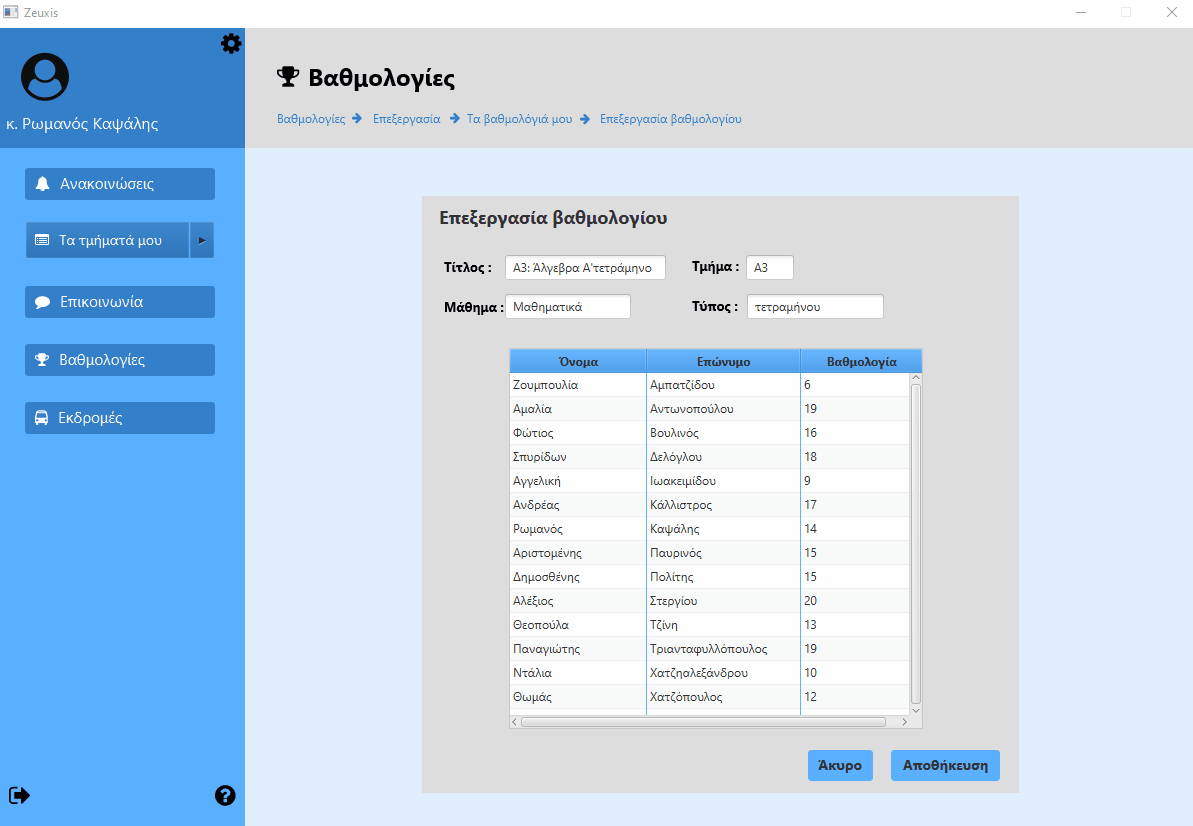 Zeuxis
κ. Ρωμανός Καψάλης
Ανακοινώσεις
Τα τμήματά μου
Επικοινωνία
Βαθμολογίες
Εκδρομές
Βαθμολογίες
Βαθμολογίες Επεξεργασία Τα βαθμολόγιά μου Επεξεργασία βαθμολογίου
Επεξεργασία βαθμολογίου
Τίτλος : Α3: Άλγεβρα Α'τετράμηνο Τμήμα : Α3
Μάθημα : Μαθηματικά Τύπος : τετραμήνου
Όνομα Επώνυμο Βαθμολογία
Ζουμπουλία Αμπατζίδου 6
Αμαλία Αντωνοπούλου 19
Φώτιος Βουλινός 16
Σπυρίδων Δελόγλου 18
Αγγελική Ιωακειμίδου 9
Ανδρέας Κάλλιστρος 17
Ρωμανός Καψάλης 14
Αριστομένης Παυρινός 15
Δημοσθένης Πολίτης 15
Αλέξιος Στεργίου 20
Θεοπούλα Τζίνη 13
Παναγιώτης Τριανταφυλλόπουλος 19
Ντάλια Χατζηαλεξάνδρου 10
Θωμάς Χατζόπουλος 12
Άκυρο Αποθήκευση